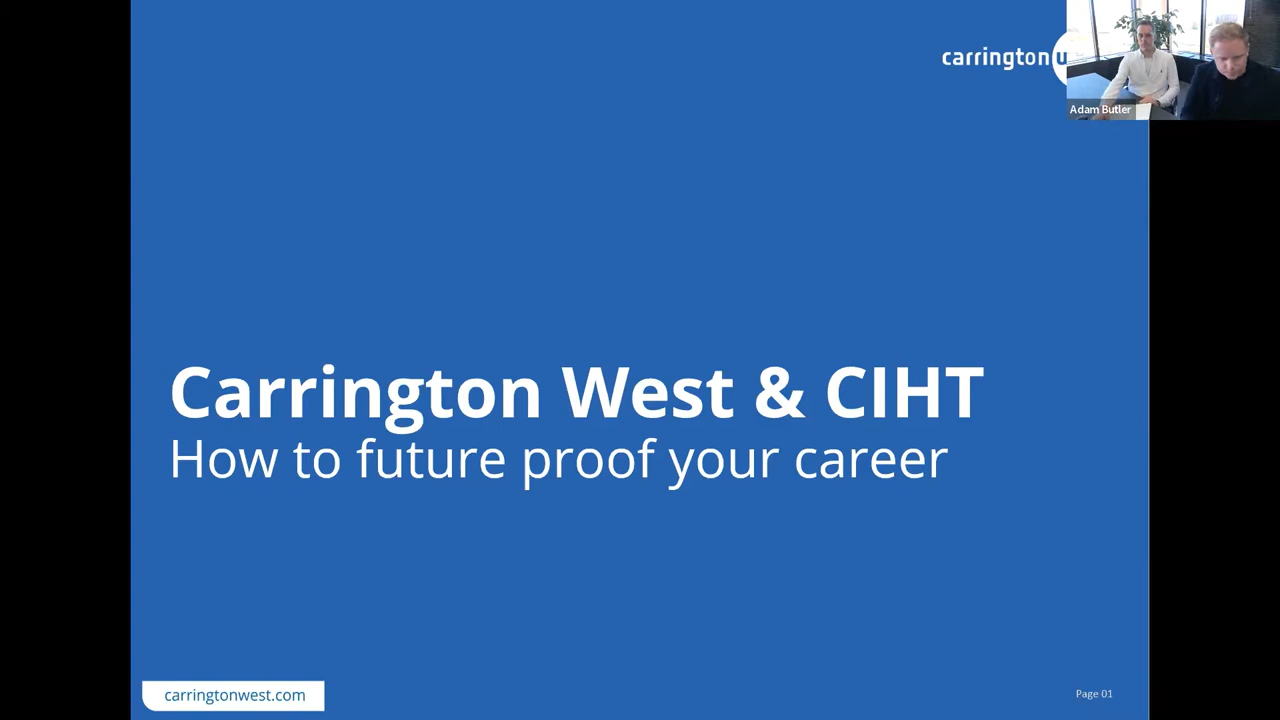 carrington
Adam Butler
Carrington West & CIHT
How to future proof your career
carringtonwest.com
Page 01